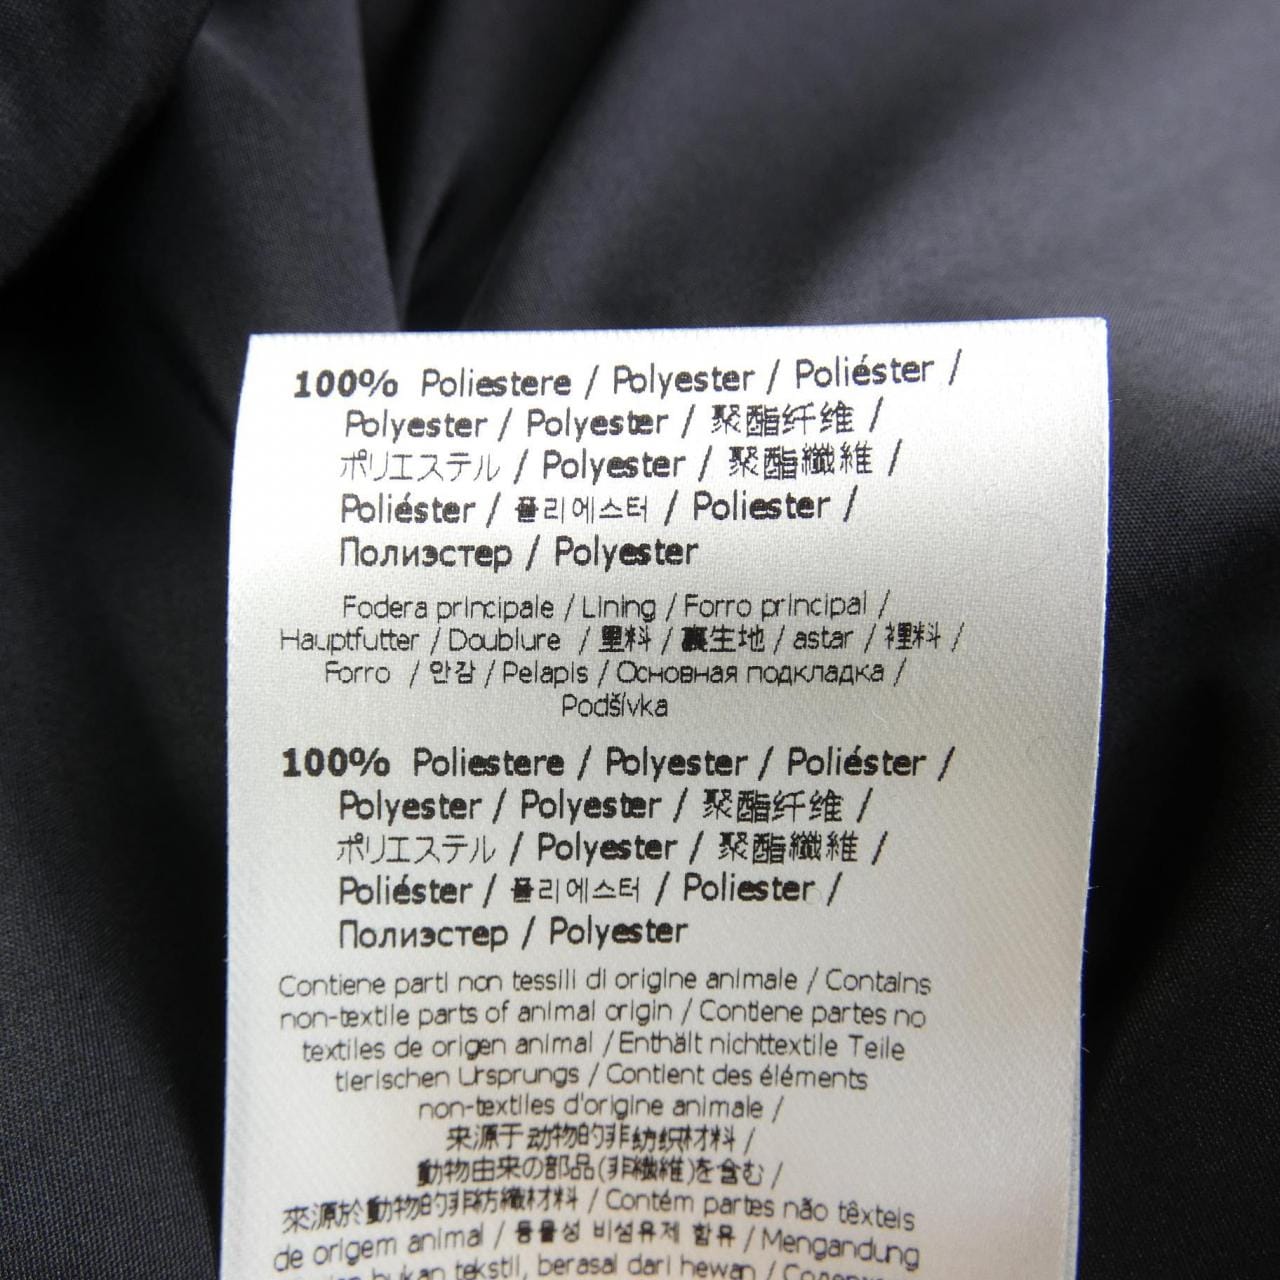 100% Poliestere / Polyester / Poliéster /
Polyester / Polyester / 聚酯纤维 /
ポリエステル / Polyester / 聚酯纖維 /
Poliéster / 폴리에스터 / Poliester /
Полиэстер / Polyester
Fodera principale / Lining / Forro principal /
Hauptfutter / Doublure / 里料 / 裏生地 / astar / 裡料 /
Forro / 안감 / Pelapis / Основная подкладка /
Podšívka
100% Poliestere / Polyester / Poliéster /
Polyester / Polyester / 聚酯纤维 /
ポリエステル / Polyester / 聚酯纖維 /
Poliéster / 폴리에스터 / Poliester /
Полиэстер / Polyester
Contiene parti non tessili di origine animale / Contains
non-textile parts of animal origin / Contiene partes no
textiles de origen animal / Enthält nichttextile Teile
tierischen Ursprungs / Contient des éléments
non-textiles d'origine animale /
来源于动物的非纺织材料 /
動物由来の部品(非繊維)を含む /
來源於動物的非紡織材料 / Contém partes não têxteis
de origem animal / 동물성 비섬유제 함유 / Mengandung
bukan tekstil, berasal dari hewan /